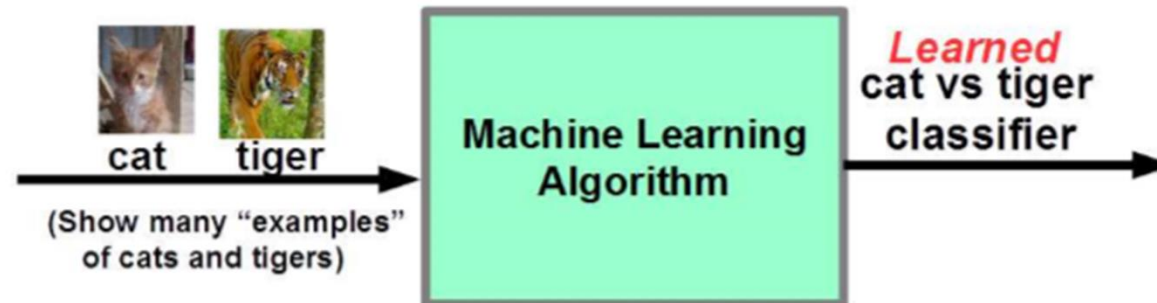 cat tiger
(Show many “examples”
of cats and tigers)
Machine Learning
Algorithm
Learned
cat vs tiger
classifier